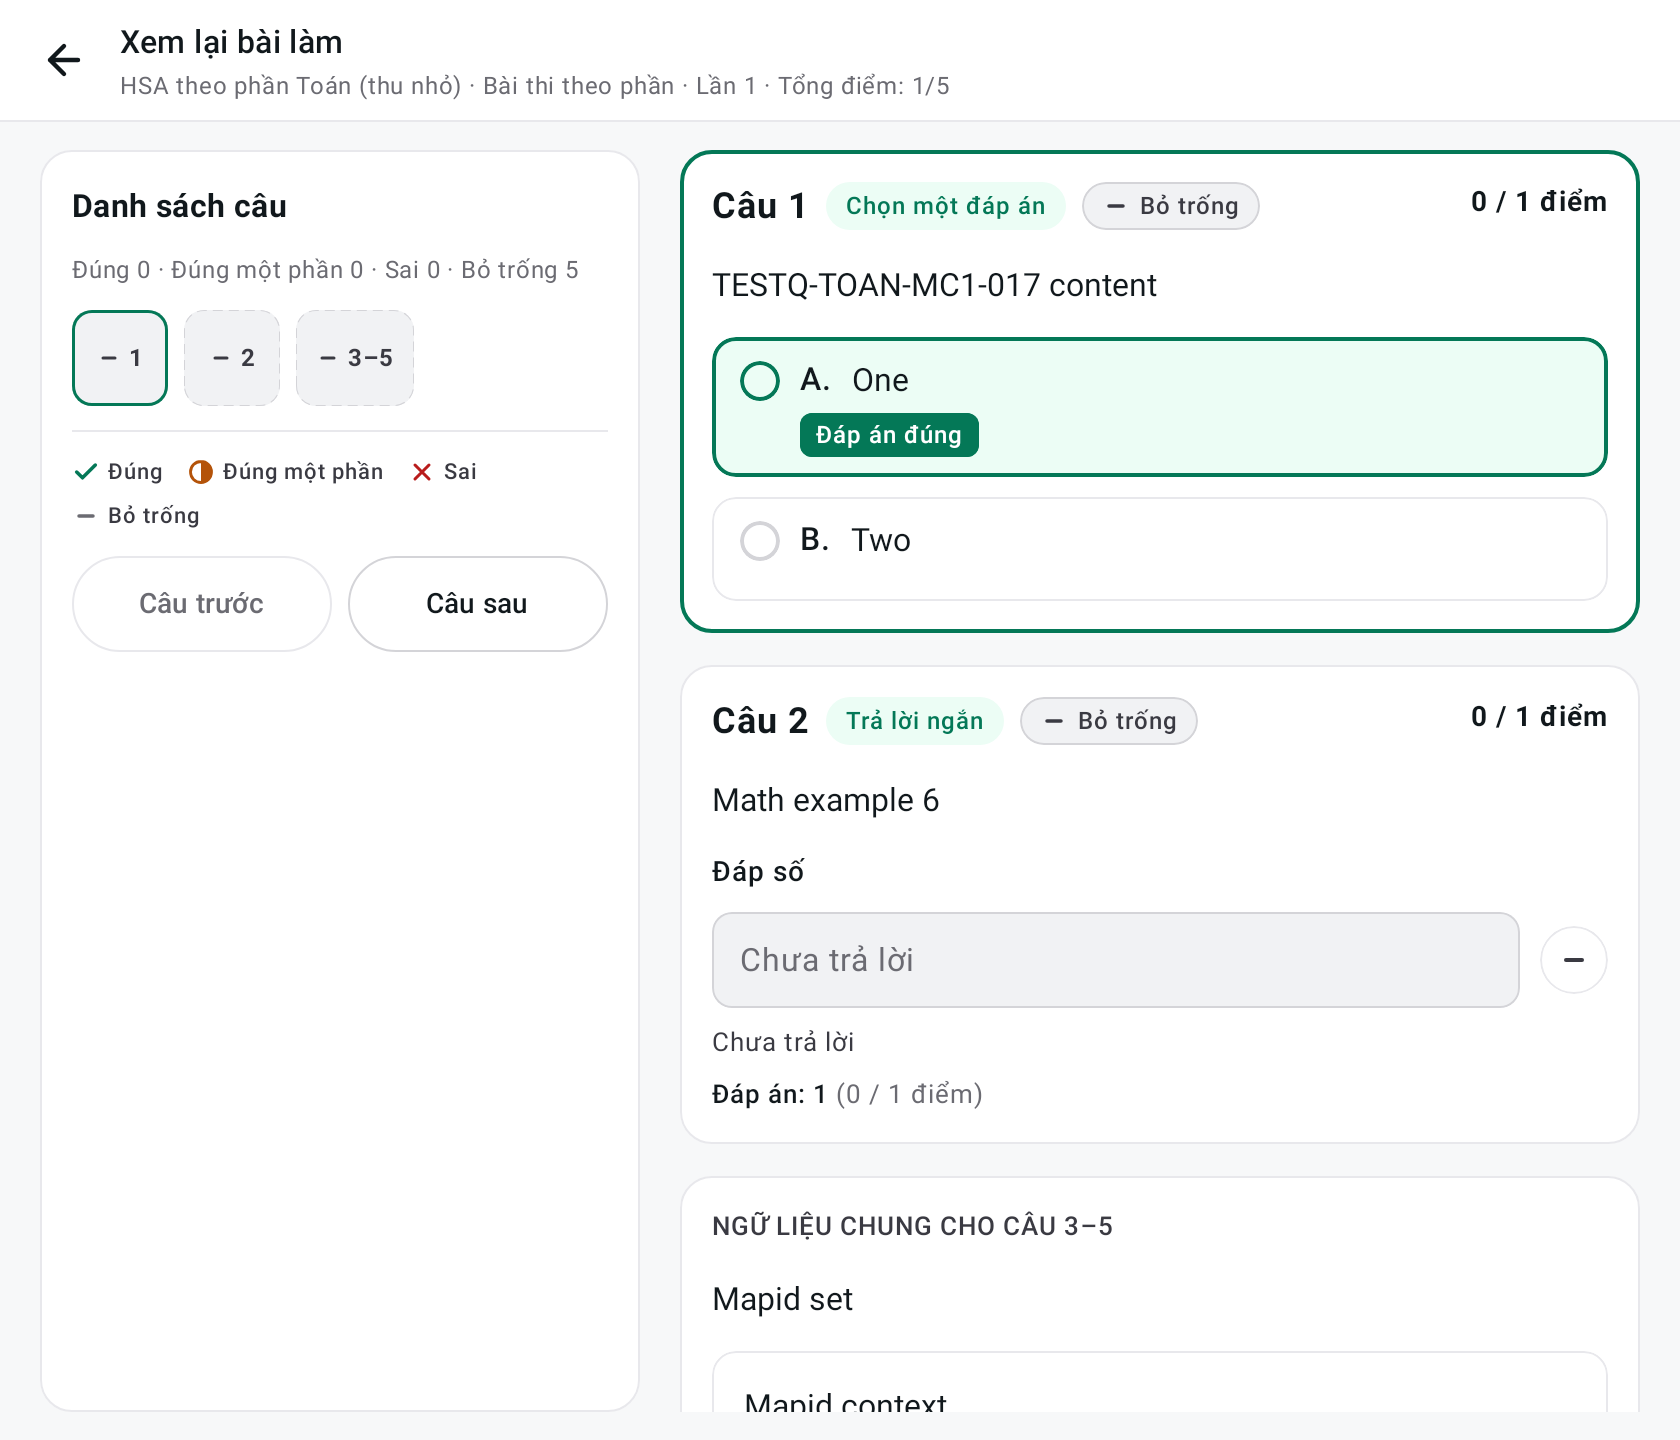 Xem lại bài làm
HSA theo phần Toán (thu nhỏ) · Bài thi theo phần · Lần 1 · Tổng điểm: 1/5
Danh sách câu
Đúng 0 · Đúng một phần 0 · Sai 0 · Bỏ trống 5
– 1
– 2
– 3–5
Đúng
Đúng một phần
Sai
– Bỏ trống
Câu trước
Câu sau
Câu 1
Chọn một đáp án
– Bỏ trống
0 / 1 điểm
TESTQ-TOAN-MC1-017 content
A. One
Đáp án đúng
B. Two
Câu 2
Trả lời ngắn
– Bỏ trống
0 / 1 điểm
Math example 6
Đáp số
Chưa trả lời
–
Chưa trả lời
Đáp án: 1 (0 / 1 điểm)
NGỮ LIỆU CHUNG CHO CÂU 3–5
Mapid set
Mapid context